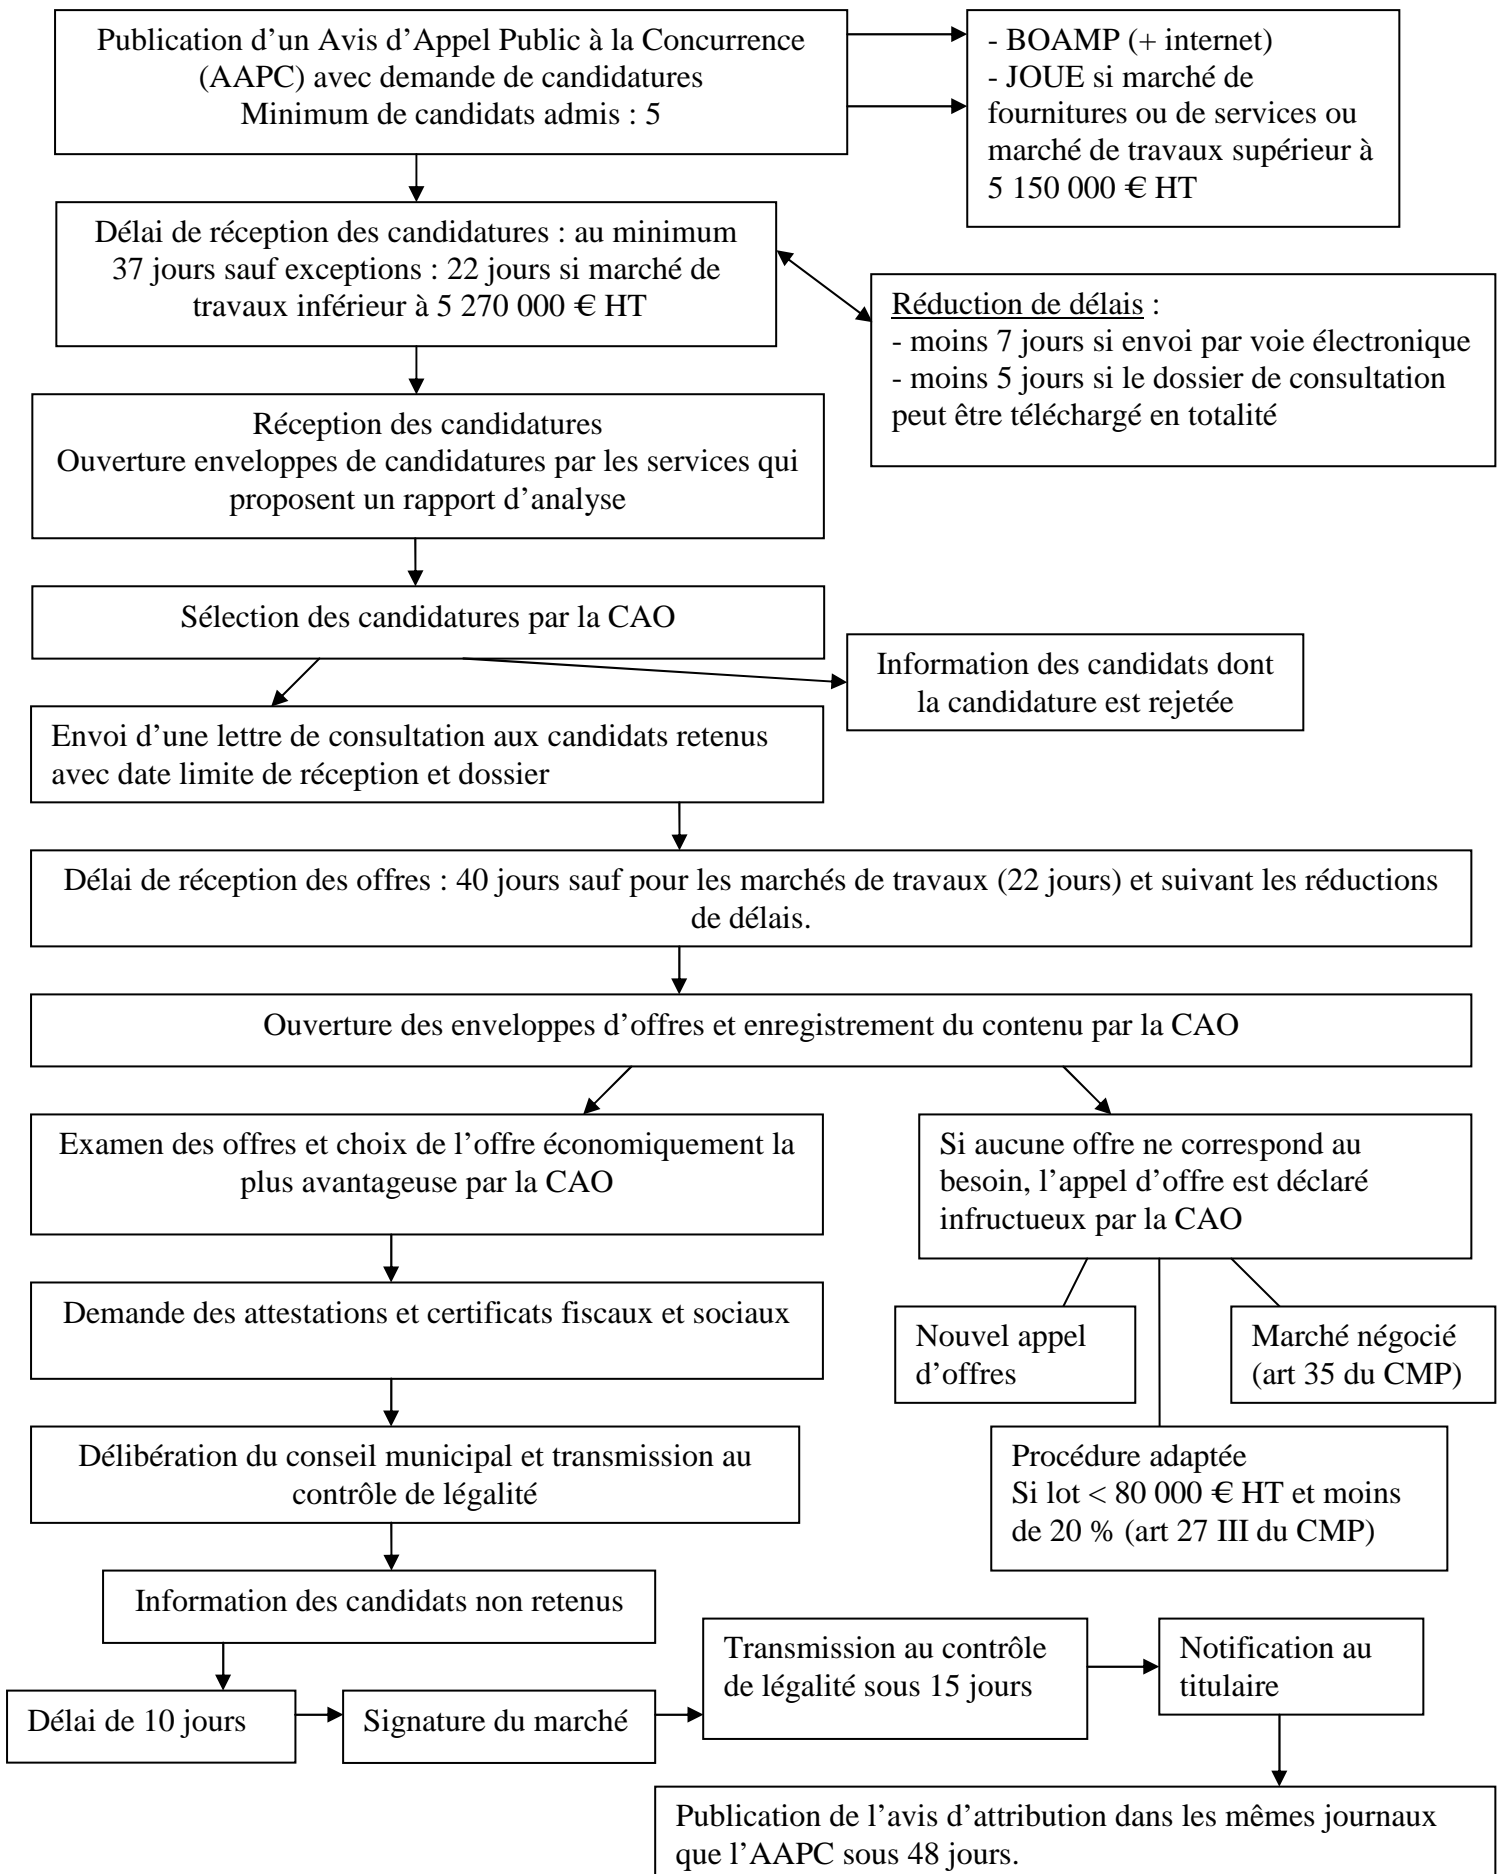 Publication d’un Avis d’Appel Public à la Concurrence
(AAPC) avec demande de candidatures
Minimum de candidats admis : 5
- BOAMP (+ internet)
- JOUE si marché de
fournitures ou de services ou
marché de travaux supérieur à
5 150 000 € HT
Délai de réception des candidatures : au minimum
37 jours sauf exceptions : 22 jours si marché de
travaux inférieur à 5 270 000 € HT
Réduction de délais :
- moins 7 jours si envoi par voie électronique
- moins 5 jours si le dossier de consultation
peut être téléchargé en totalité
Réception des candidatures
Ouverture enveloppes de candidatures par les services qui
proposent un rapport d’analyse
Sélection des candidatures par la CAO
Information des candidats dont
la candidature est rejetée
Envoi d’une lettre de consultation aux candidats retenus
avec date limite de réception et dossier
Délai de réception des offres : 40 jours sauf pour les marchés de travaux (22 jours) et suivant les réductions
de délais.
Ouverture des enveloppes d’offres et enregistrement du contenu par la CAO
Examen des offres et choix de l’offre économiquement la
plus avantageuse par la CAO
Si aucune offre ne correspond au
besoin, l’appel d’offre est déclaré
infructueux par la CAO
Demande des attestations et certificats fiscaux et sociaux
Nouvel appel
d’offres
Marché négocié
(art 35 du CMP)
Délibération du conseil municipal et transmission au
contrôle de légalité
Procédure adaptée
Si lot < 80 000 € HT et moins
de 20 % (art 27 III du CMP)
Information des candidats non retenus
Délai de 10 jours
Signature du marché
Transmission au contrôle
de légalité sous 15 jours
Notification au
titulaire
Publication de l’avis d’attribution dans les mêmes journaux
que l’AAPC sous 48 jours.